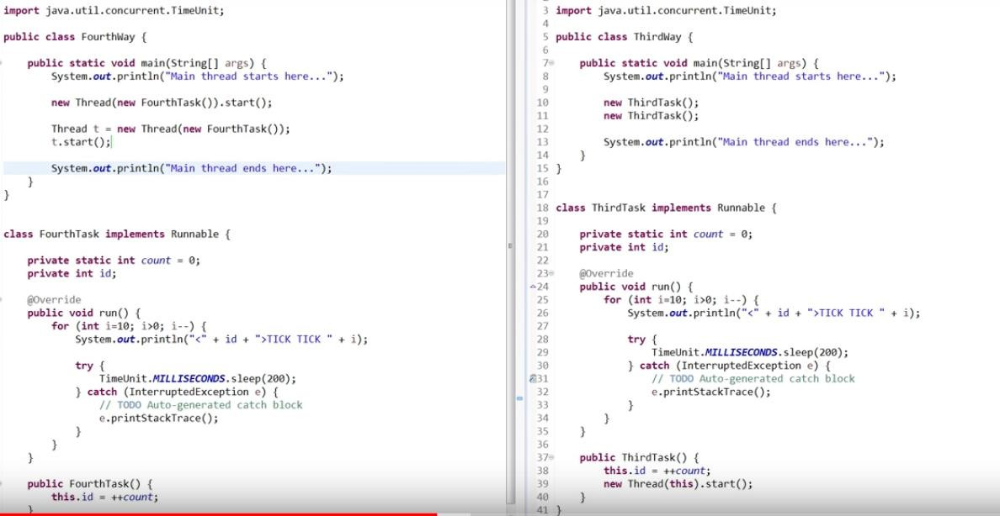 import java.util.concurrent.TimeUnit;
public class FourthWay {
public static void main(String[] args) {
System.out.println("Main thread starts here...");
new Thread(new FourthTask()).start();
Thread t = new Thread(new FourthTask());
t.start();
System.out.println("Main thread ends here...");
}
}
class FourthTask implements Runnable {
private static int count = 0;
private int id;
@Override
public void run() {
for (int i=10; i>0; i--) {
System.out.println("<" + id + ">TICK TICK " + i);
try {
TimeUnit.MILLISECONDS.sleep(200);
} catch (InterruptedException e) {
// TODO Auto-generated catch block
e.printStackTrace();
}
}
}
public FourthTask() {
this.id = ++count;
}
2
3 import java.util.concurrent.TimeUnit;
4
5 public class ThirdWay {
6
7 public static void main(String[] args) {
8 System.out.println("Main thread starts here...");
9
10 new ThirdTask();
11 new ThirdTask();
12
13 System.out.println("Main thread ends here...");
14 }
15 }
16
17
18 class ThirdTask implements Runnable {
19
20 private static int count = 0;
21 private int id;
22
23 @Override
24 public void run() {
25 for (int i=10; i>0; i--) {
26 System.out.println("<" + id + ">TICK TICK " + i);
27
28 try {
29 TimeUnit.MILLISECONDS.sleep(200);
30 } catch (InterruptedException e) {
31 // TODO Auto-generated catch block
32 e.printStackTrace();
33 }
34 }
35 }
36
37 public ThirdTask() {
38 this.id = ++count;
39 new Thread(this).start();
40 }
41 }